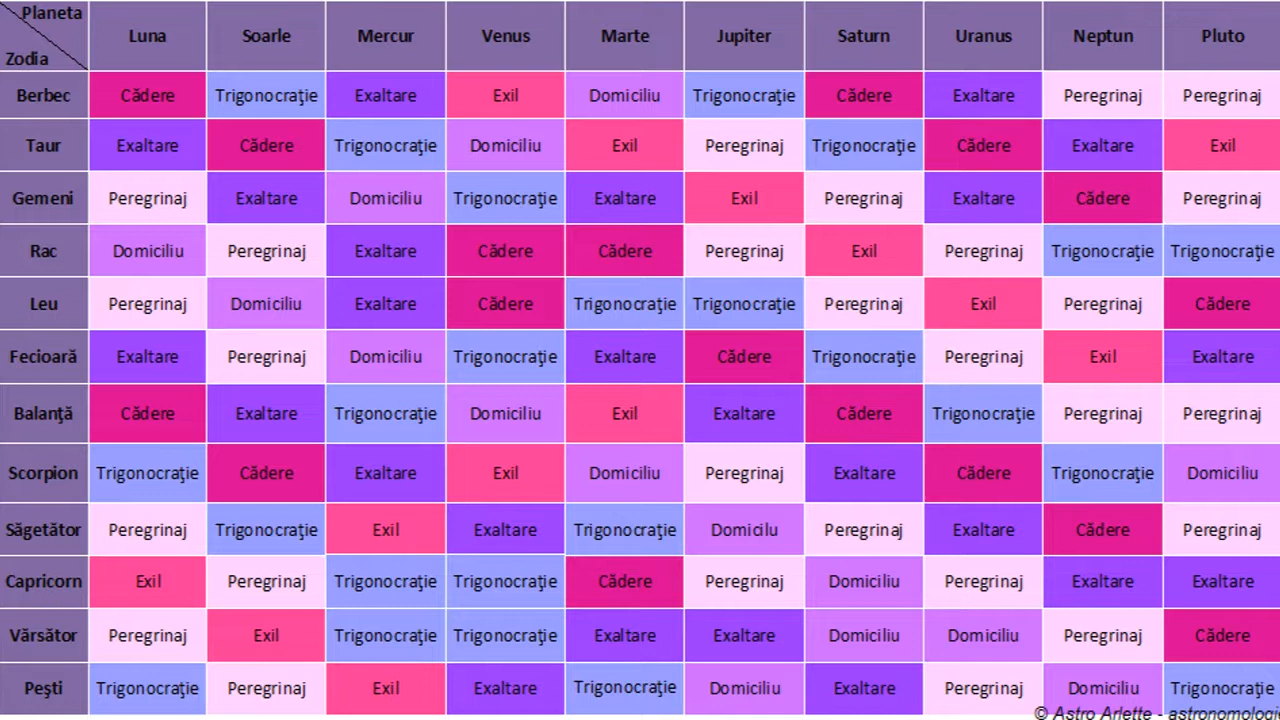 Planeta
Zodia
Luna Soarle Mercur Venus Marte Jupiter Saturn Uranus Neptun Pluto
Berbec Cădere Trigonocraţie Exaltare Exil Domiciliu Trigonocraţie Cădere Exaltare Peregrinaj Peregrinaj
Taur Exaltare Cădere Trigonocraţie Domiciliu Exil Peregrinaj Trigonocraţie Cădere Exaltare Exil
Gemeni Peregrinaj Exaltare Domiciliu Trigonocraţie Exaltare Exil Peregrinaj Exaltare Cădere Peregrinaj
Rac Domiciliu Peregrinaj Exaltare Cădere Cădere Peregrinaj Exil Peregrinaj Trigonocraţie Trigonocraţie
Leu Peregrinaj Domiciliu Exaltare Cădere Trigonocraţie Trigonocraţie Peregrinaj Exil Peregrinaj Cădere
Fecioară Exaltare Peregrinaj Domiciliu Trigonocraţie Exaltare Cădere Trigonocraţie Peregrinaj Exil Exaltare
Balanţă Cădere Exaltare Trigonocraţie Domiciliu Exil Exaltare Cădere Trigonocraţie Peregrinaj Peregrinaj
Scorpion Trigonocraţie Cădere Exaltare Exil Domiciliu Peregrinaj Exaltare Cădere Trigonocraţie Domiciliu
Săgetător Peregrinaj Trigonocraţie Exil Exaltare Trigonocraţie Domicilu Peregrinaj Exaltare Cădere Peregrinaj
Capricorn Exil Peregrinaj Trigonocraţie Trigonocraţie Cădere Peregrinaj Domiciliu Peregrinaj Exaltare Exaltare
Vărsător Peregrinaj Exil Trigonocraţie Trigonocraţie Exaltare Exaltare Domiciliu Domiciliu Peregrinaj Cădere
Peşti Trigonocraţie Peregrinaj Exil Exaltare Trigonocraţie Domiciliu Exaltare Peregrinaj Domiciliu Trigonocraţie
© Astro Arlette - astronomologi